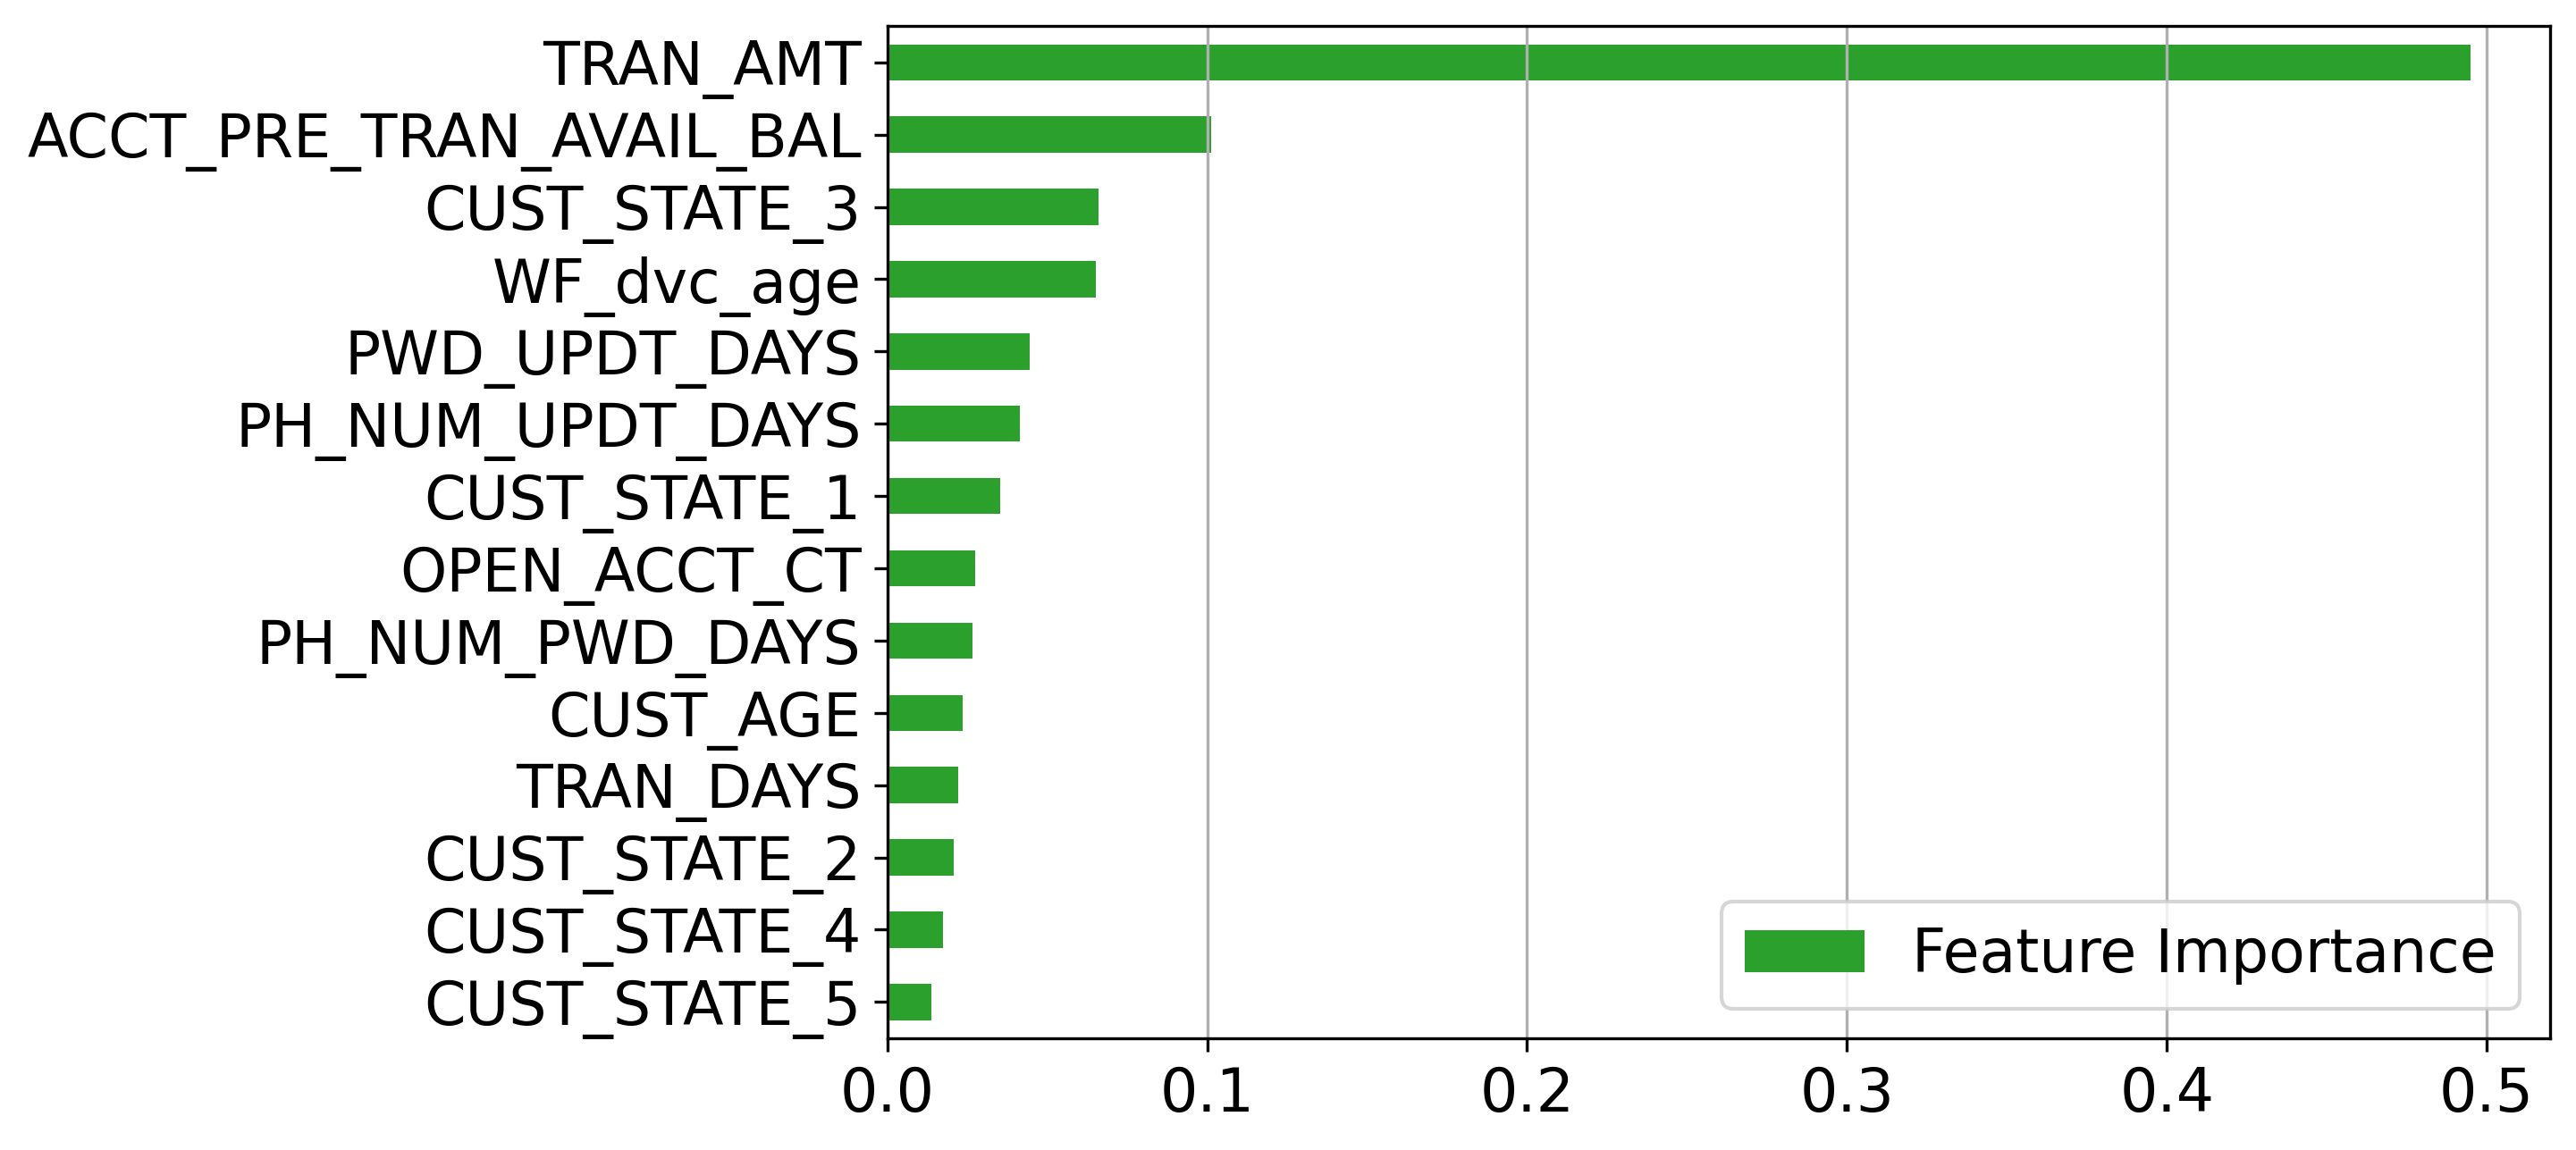 TRAN_AMT
ACCT_PRE_TRAN_AVAIL_BAL
CUST_STATE_3
WF_dvc_age
PWD_UPDT_DAYS
PH_NUM_UPDT_DAYS
CUST_STATE_1
OPEN_ACCT_CT
PH_NUM_PWD_DAYS
CUST_AGE
TRAN_DAYS
CUST_STATE_2
CUST_STATE_4
CUST_STATE_5
Feature Importance
0.0 0.1 0.2 0.3 0.4 0.5